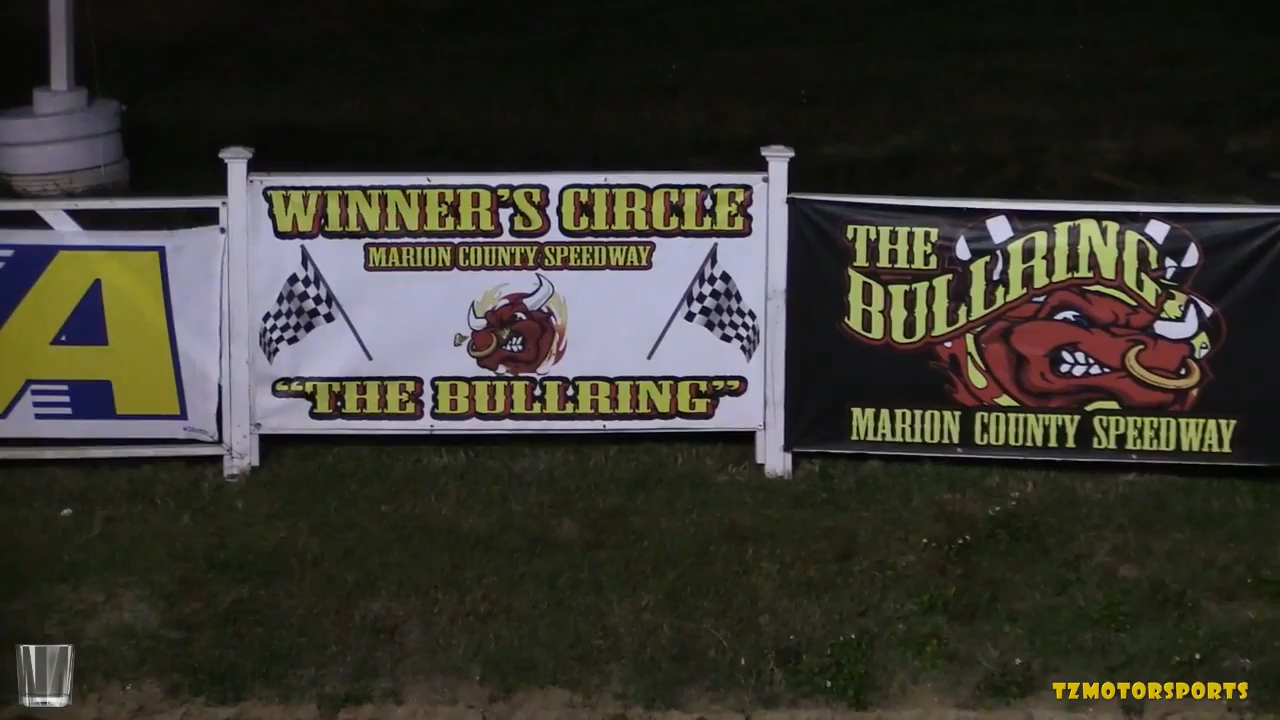 A
WINNER'S CIRCLE
MARION COUNTY SPEEDWAY
"THE BULLRING"
THE
BULLRING
MARION COUNTY SPEEDWAY
TZMOTORSPORTS